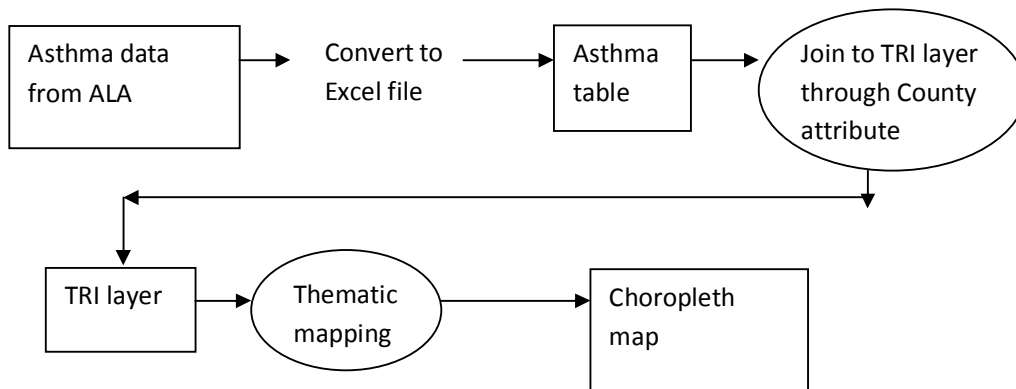 Asthma data
from ALA
Convert to
Excel file
Asthma
table
Join to TRI layer
through County
attribute
TRI layer
Thematic
mapping
Choropleth
map